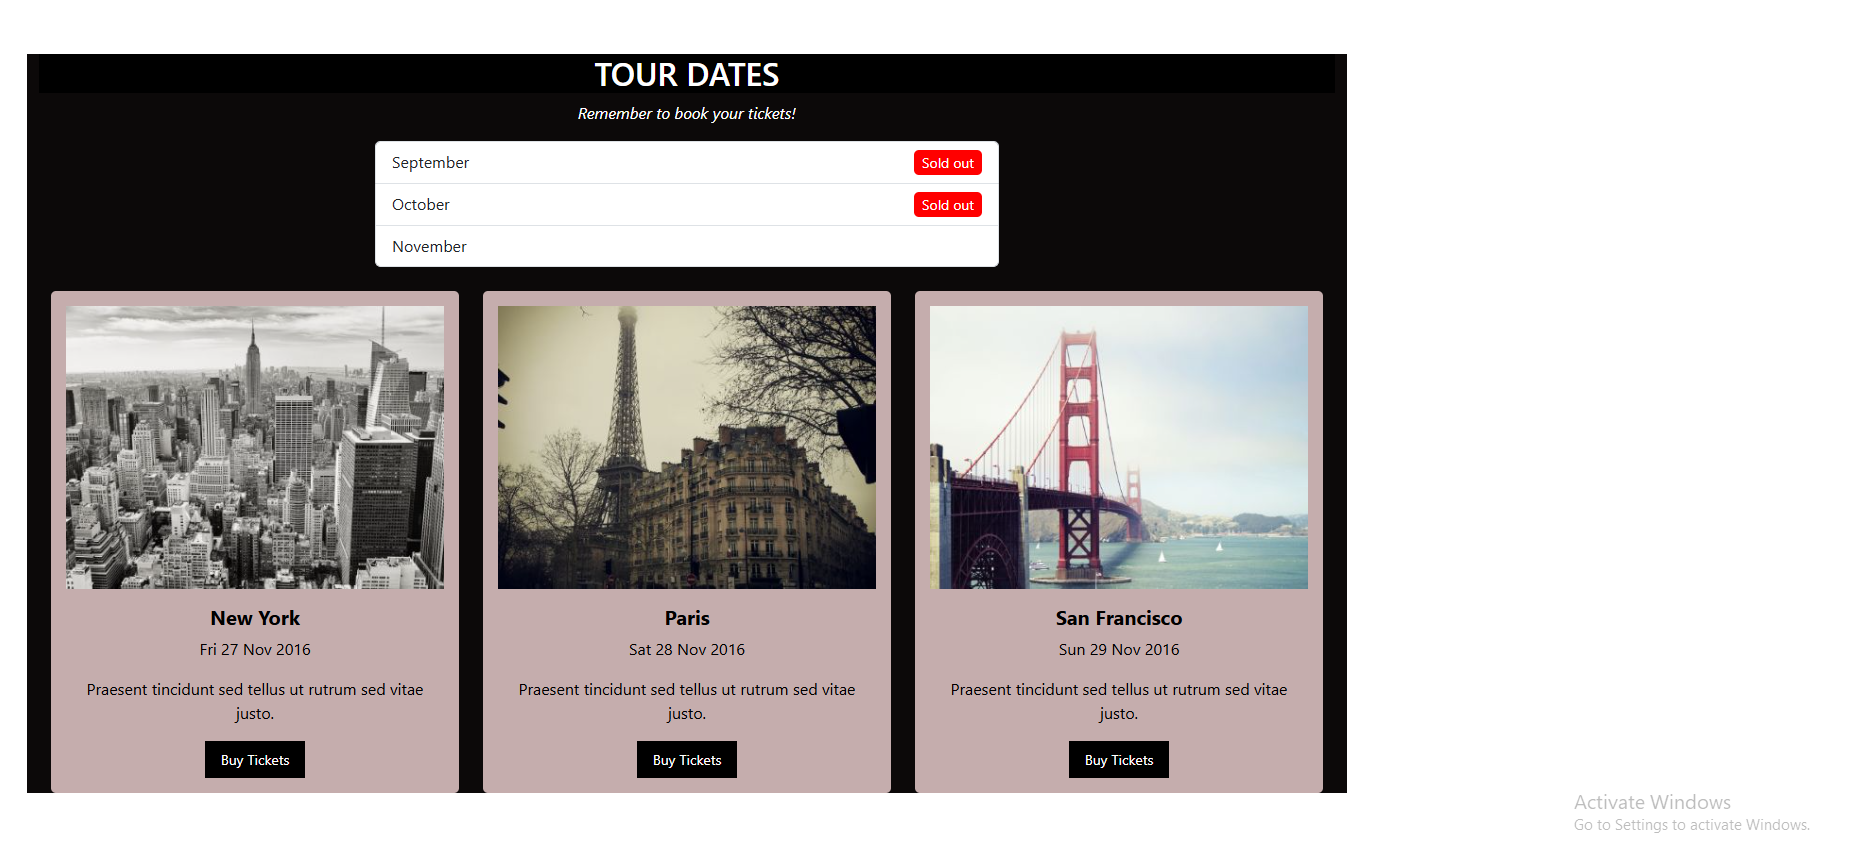 TOUR DATES
Remember to book your tickets!
September
Sold out
October
Sold out
November
New York
Fri 27 Nov 2016
Praesent tincidunt sed tellus ut rutrum sed vitae
justo.
Buy Tickets
Paris
Sat 28 Nov 2016
Praesent tincidunt sed tellus ut rutrum sed vitae
justo.
Buy Tickets
San Francisco
Sun 29 Nov 2016
Praesent tincidunt sed tellus ut rutrum sed vitae
justo.
Buy Tickets
Activate Windows
Go to Settings to activate Windows.